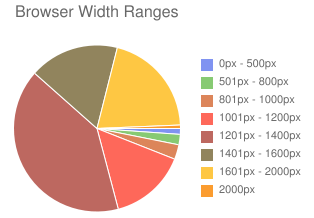 Browser Width Ranges
0px - 500px
501px - 800px
801px - 1000px
1001px - 1200px
1201px - 1400px
1401px - 1600px
1601px - 2000px
2000px